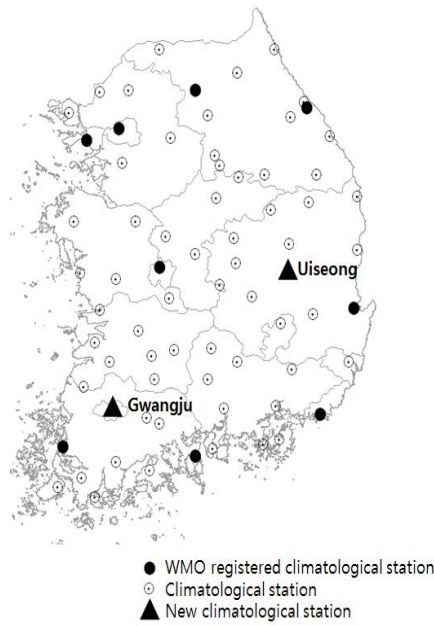 Uiseong
Gwangju
WMO registered climatological station
Climatological station
New climatological station